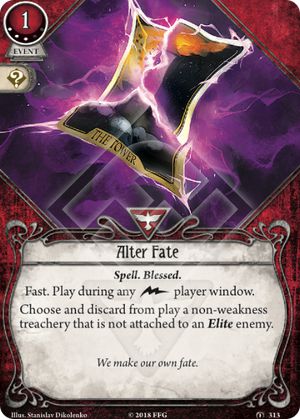 1
EVENT
?
THE TOWER
Alter Fate
Spell. Blessed.
Fast. Play during any player window.
Choose and discard from play a non-weakness
treachery that is not attached to an Elite enemy.
We make our own fate.
Illus. Stanislav Dikolenko © 2018 FFG 313